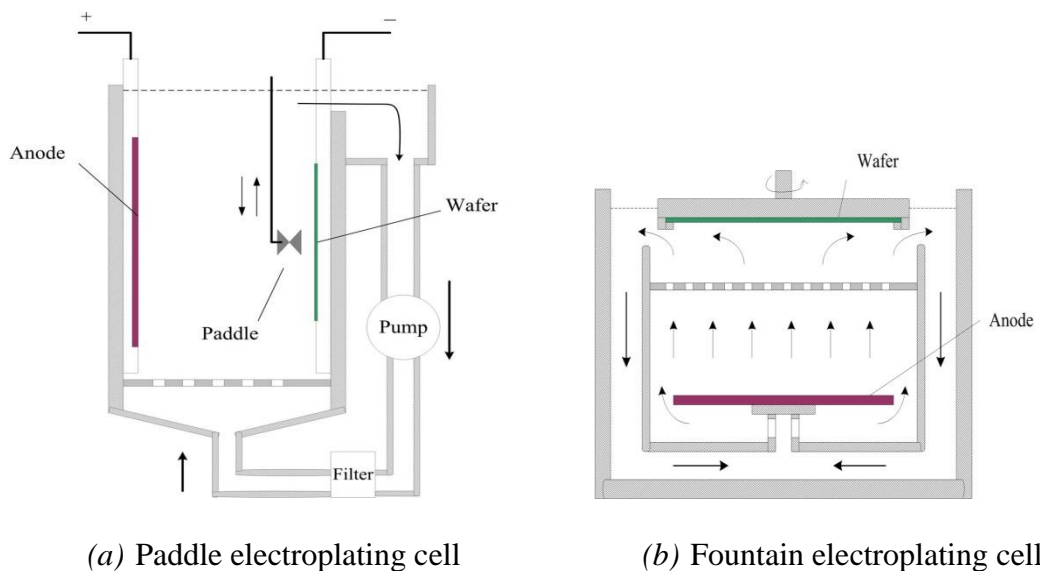 +
−
Anode
Wafer
Paddle
Pump
Filter
Wafer
Anode
(a) Paddle electroplating cell
(b) Fountain electroplating cell